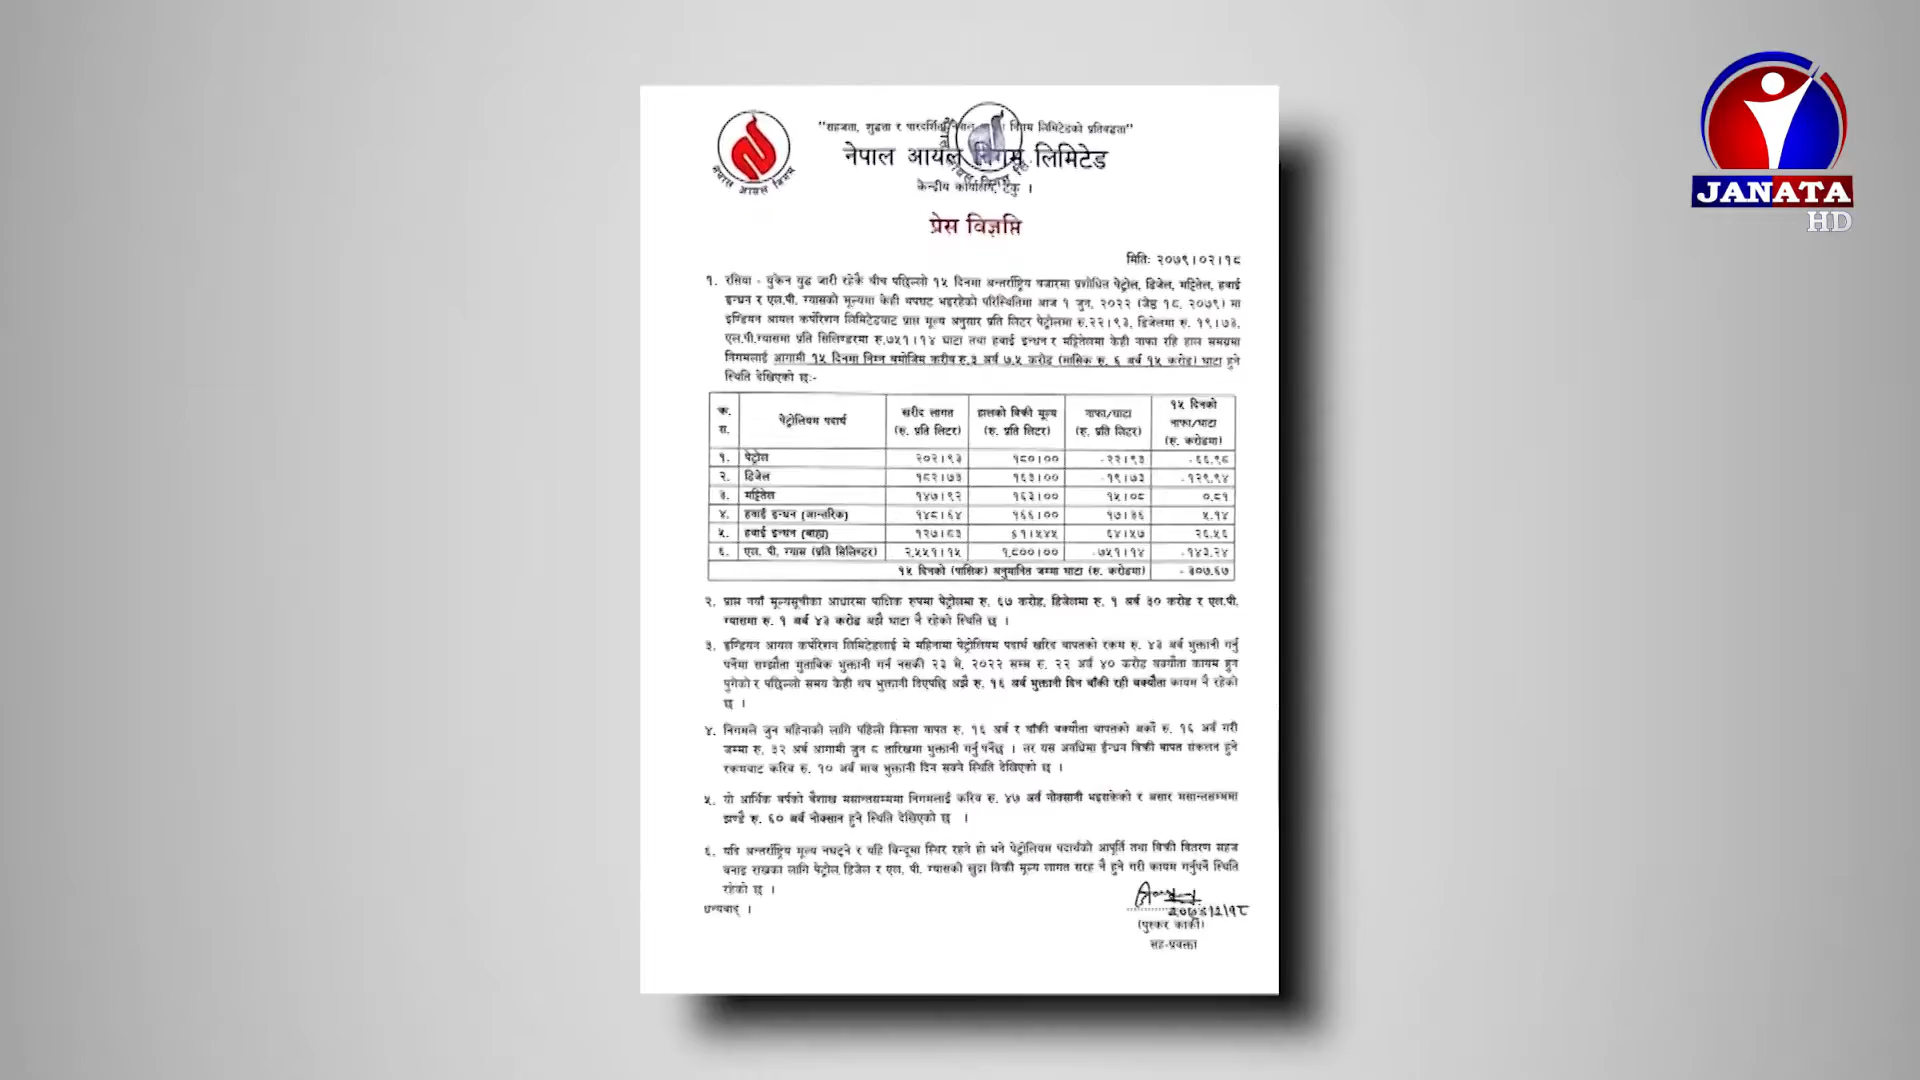 "सहजता, शुद्धता र पारदर्शिता नेपाल निगम लिमिटेडको प्रतिवद्धता"
नेपाल आयल निगम लिमिटेड
केन्द्रीय कार्यालय, टेकु ।
नेपाल आयल निगम
प्रेस विज्ञप्ति
मितिः २०७९।०२।१८
१. रसिया - युक्रेन युद्ध जारी रहेकै बीच पछिल्लो १५ दिनमा अन्तर्राष्ट्रिय बजारमा प्रशोधित पेट्रोल, डिजेल, मट्टितेल, हवाई
इन्धन र एल.पी. ग्यासको मूल्यमा केही थपघट भइरहेको परिस्थितिमा आज १ जुन, २०२२ (जेष्ठ १८, २०७९) मा
इण्डियन आयल कर्पोरेशन लिमिटेडबाट प्राप्त मूल्य अनुसार प्रति लिटर पेट्रोलमा रु.२२।९३, डिजेलमा रु. १९।७३,
एल.पी.ग्यासमा प्रति सिलिण्डरमा रु.७५१।१४ घाटा तथा हवाई इन्धन र मट्टितेलमा केही नाफा रहि हाल समग्रमा
निगमलाई आगामी १५ दिनमा निम्न बमोजिम करीब रु.३ अर्ब ७.५ करोड (मासिक रु. ६ अर्ब १५ करोड) घाटा हुने
स्थिति देखिएको छः-
क. स. पेट्रोलियम पदार्थ खरीद लागत (रु. प्रति लिटर) हालको बिक्री मूल्य (रु. प्रति लिटर) नाफा/घाटा (रु. प्रति लिटर) १५ दिनको नाफा/घाटा (रु. करोडमा)
१. पेट्रोल २०२।९३ १८०।०० -२२।९३ -६६.९८
२. डिजेल १८२।७३ १६३।०० -१९।७३ -१२९.९४
३. मट्टितेल १४७।९२ १६३।०० १५।०८ ०.८१
४. हवाई इन्धन (आन्तरिक) १४८।६४ १६६।०० १७।३६ ५.१४
५. हवाई इन्धन (बाह्य) १२७।८३ ६४।५७ २६.५६
६. एल. पी. ग्यास (प्रति सिलिण्डर) २,५५१।१५ १,८००।०० -७५१।१४ -१४३.२४
१५ दिनको (पाक्षिक) अनुमानित जम्मा घाटा (रु. करोडमा) - ३०७.६७
२. प्राप्त नयाँ मूल्यसूचीका आधारमा पाक्षिक रुपमा पेट्रोलमा रु. ६७ करोड, डिजेलमा रु. १ अर्ब ३० करोड र एल.पी.
ग्यासमा रु. १ अर्ब ४३ करोड अझै घाटा नै रहेको स्थिति छ ।
३. इण्डियन आयल कर्पोरेशन लिमिटेडलाई मे महिनामा पेट्रोलियम पदार्थ खरिद बापतको रकम रु. ४३ अर्ब भुक्तानी गर्नु
पर्नेमा सम्झौता मुताबिक भुक्तानी गर्न नसकी २३ मे, २०२२ सम्म रु. २२ अर्ब ४० करोड बक्यौता कायम हुन
पुगेको र पछिल्लो समय केही थप भुक्तानी दिएपछि अझै रु. १६ अर्ब भुक्तानी दिन बाँकी रही बक्यौता कायम नै रहेको
छ ।
४. निगमले जुन महिनाको लागि पहिलो किस्ता बापत रु. १६ अर्ब र बाँकी बक्यौता बापतको अर्को रु. १६ अर्ब गरी
जम्मा रु. ३२ अर्ब आगामी जुन ८ तारिखमा भुक्तानी गर्नु पर्नेछ । तर यस अवधिमा ईन्धन बिक्री बापत संकलन हुने
रकमबाट करिब रु. १० अर्ब मात्र भुक्तानी दिन सक्ने स्थिति देखिएको छ ।
५. यो आर्थिक बर्षको बैशाख मसान्तसम्ममा निगमलाई करिब रु. ४७ अर्ब नोक्सानी भइसकेको र असार मसान्तसम्ममा
झण्डै रु. ६० अर्ब नोक्सान हुने स्थिति देखिएको छ ।
६. यदि अन्तर्राष्ट्रिय मूल्य नघट्ने र यहि बिन्दूमा स्थिर रहने हो भने पेट्रोलियम पदार्थको आपूर्ति तथा बिक्री वितरण सहज
बनाइ राख्नका लागि पेट्रोल, डिजेल र एल. पी. ग्यासको खुद्रा बिक्री मूल्य लागत सरह नै हुने गरी कायम गर्नुपर्ने स्थिति
रहेको छ ।
धन्यबाद् ।
२०७९/२/१८
(पुस्कर कार्की)
सह-प्रवक्ता
JANATA
HD